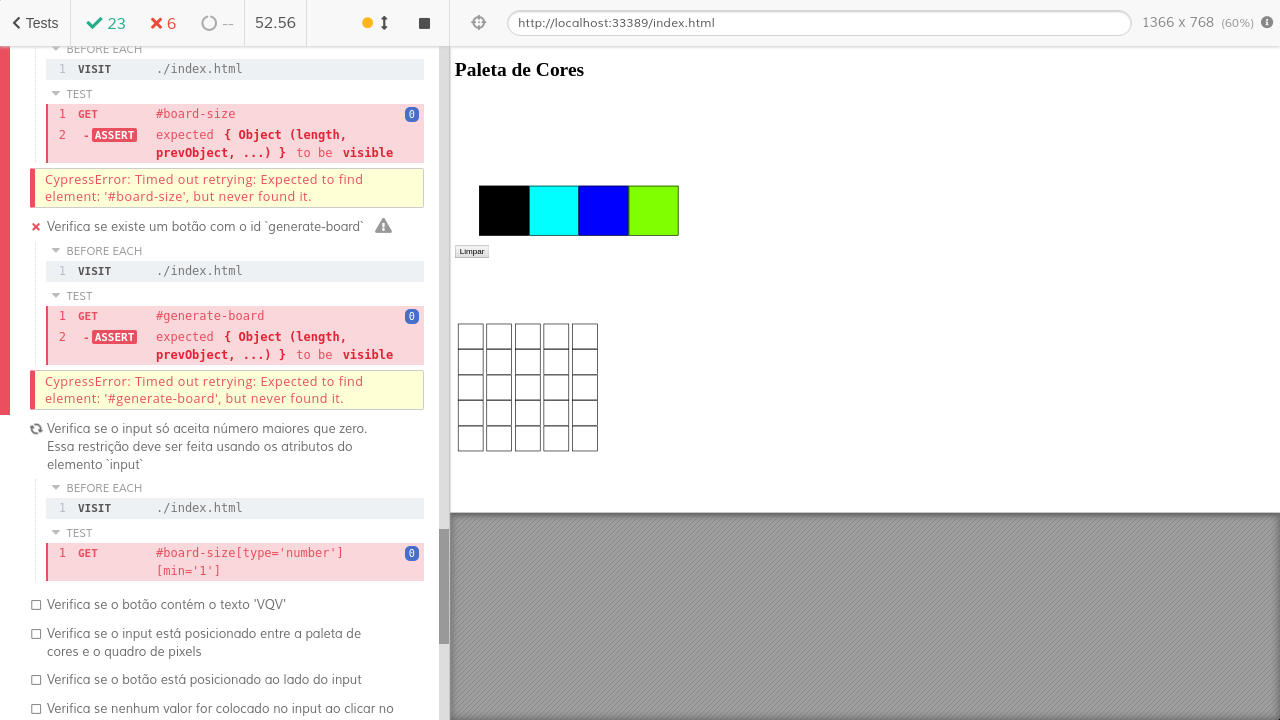 Tests
23
6
--
52.56
http://localhost:33389/index.html
1366 x 768 (60%)
BEFORE EACH
1 VISIT ./index.html
TEST
1 GET #board-size 0
2 -ASSERT expected { Object (length,
prevObject, ...) } to be visible
CypressError: Timed out retrying: Expected to find
element: '#board-size', but never found it.
Verifica se existe um botão com o id `generate-board`
BEFORE EACH
1 VISIT ./index.html
TEST
1 GET #generate-board 0
2 -ASSERT expected { Object (length,
prevObject, ...) } to be visible
CypressError: Timed out retrying: Expected to find
element: '#generate-board', but never found it.
Verifica se o input só aceita número maiores que zero.
Essa restrição deve ser feita usando os atributos do
elemento `input`
BEFORE EACH
1 VISIT ./index.html
TEST
1 GET #board-size[type='number'] 0
[min='1']
Verifica se o botão contém o texto 'VQV'
Verifica se o input está posicionado entre a paleta de
cores e o quadro de pixels
Verifica se o botão está posicionado ao lado do input
Verifica se nenhum valor for colocado no input ao clicar no
Paleta de Cores
Limpar